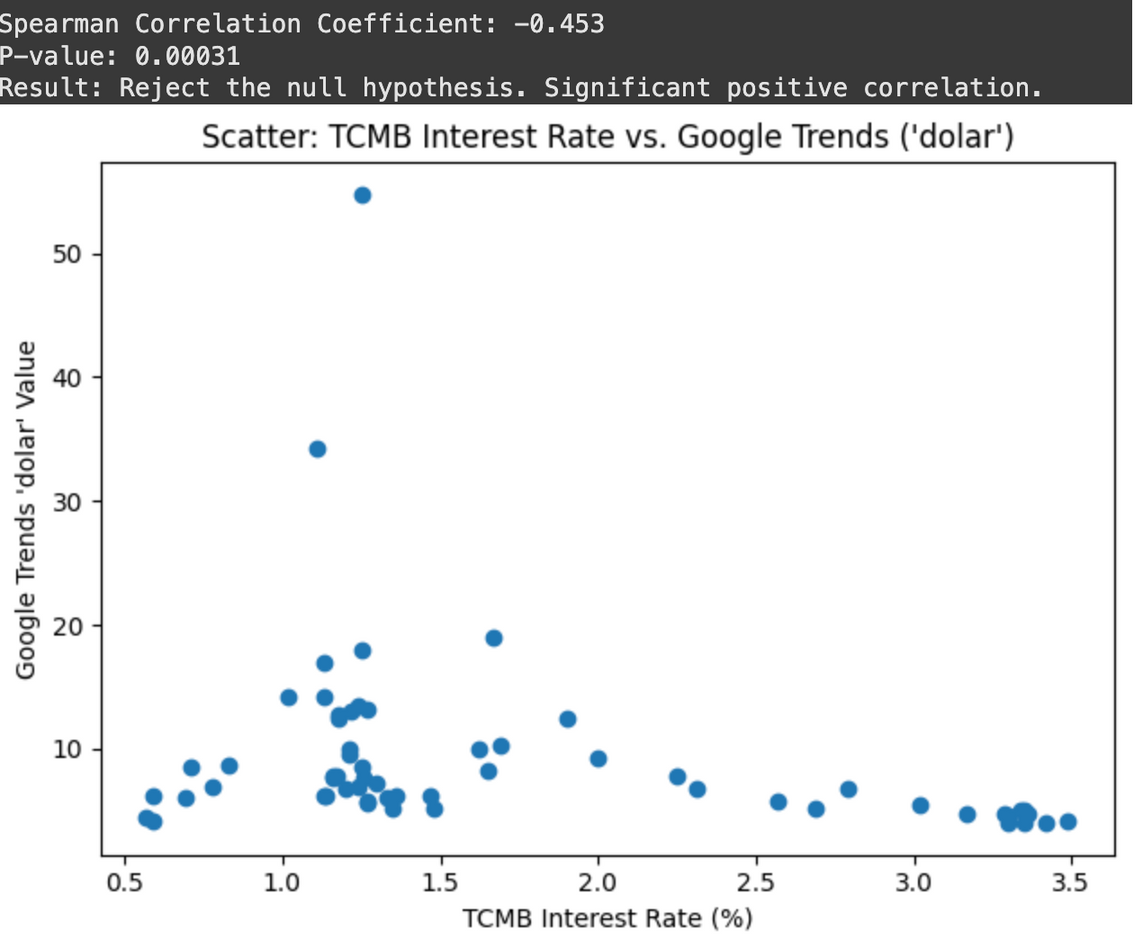 Spearman Correlation Coefficient: -0.453
P-value: 0.00031
Result: Reject the null hypothesis. Significant positive correlation.
Scatter: TCMB Interest Rate vs. Google Trends ('dolar')
Google Trends 'dolar' Value
50
40
30
20
10
0.5 1.0 1.5 2.0 2.5 3.0 3.5
TCMB Interest Rate (%)